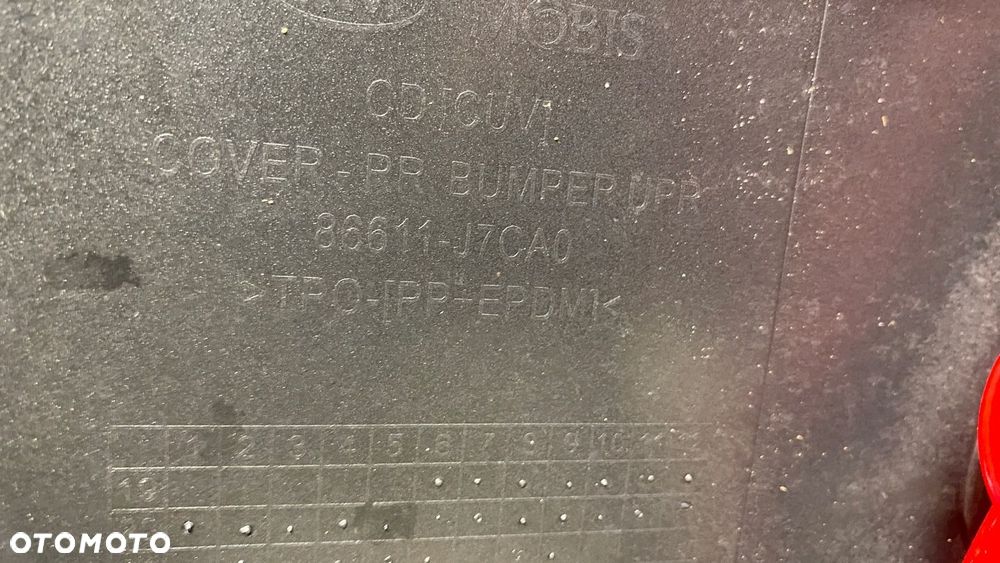 MOBIS
CD [CUV]
COVER - RR BUMPER,UPR
86611-J7CA0
>TPO-[PP+EPDM]<
1 2 3 4 5 6 7 8 9 10 11
19
OTOMOTO